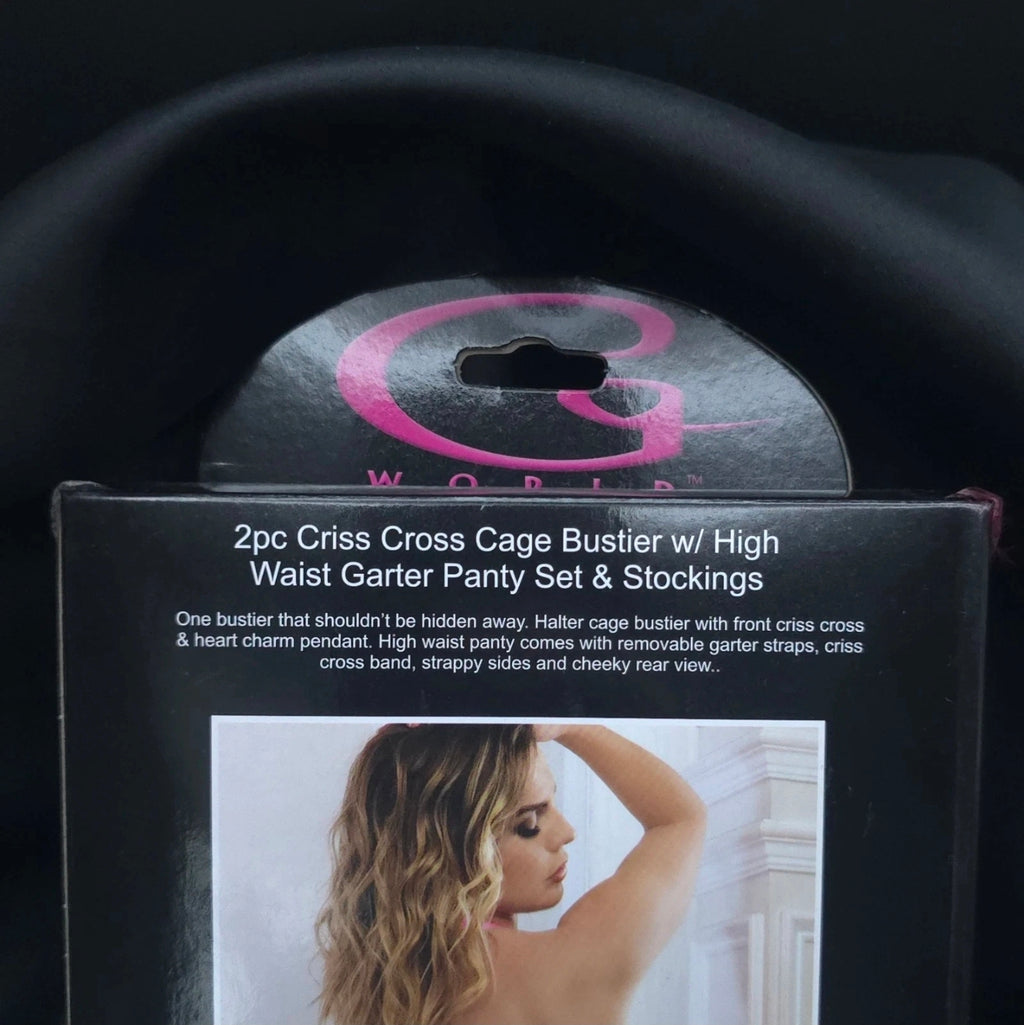 G
WORLD™
2pc Criss Cross Cage Bustier w/ High
Waist Garter Panty Set & Stockings
One bustier that shouldn't be hidden away. Halter cage bustier with front criss cross
& heart charm pendant. High waist panty comes with removable garter straps, criss
cross band, strappy sides and cheeky rear view..